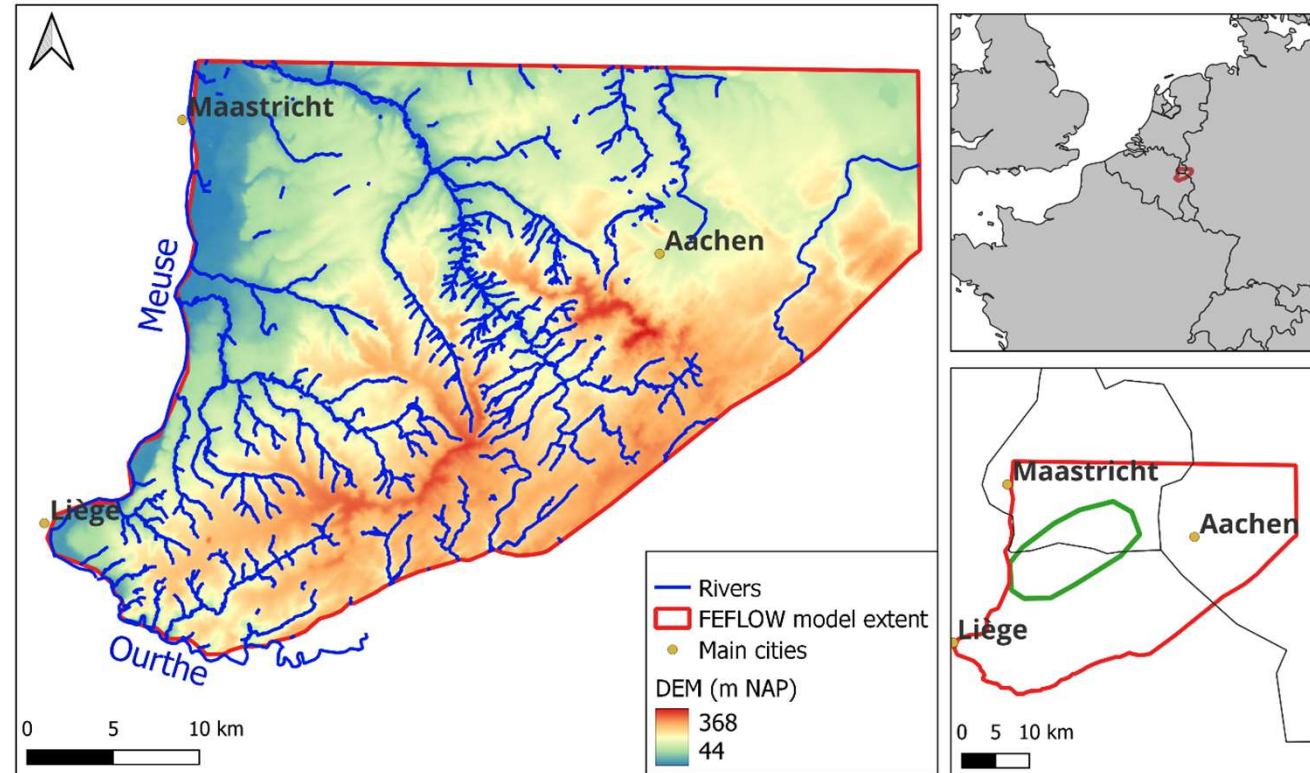 Maastricht
Meuse
Aachen
Liège
Ourthe
Rivers
FEFLOW model extent
Main cities
DEM (m NAP)
368
44
0 5 10 km
Maastricht
Aachen
Liège
0 5 10 km